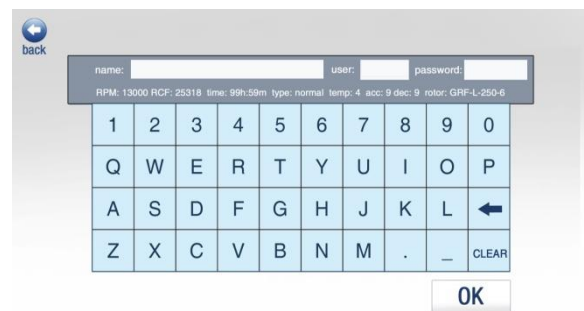 back
name: user: password:
RPM: 13000 RCF: 25318 time: 99h:59m type: normal temp: 4 acc: 9 dec: 9 rotor: GRF-L-250-6
1 2 3 4 5 6 7 8 9 0
Q W E R T Y U I O P
A S D F G H J K L
Z X C V B N M . _ CLEAR
OK